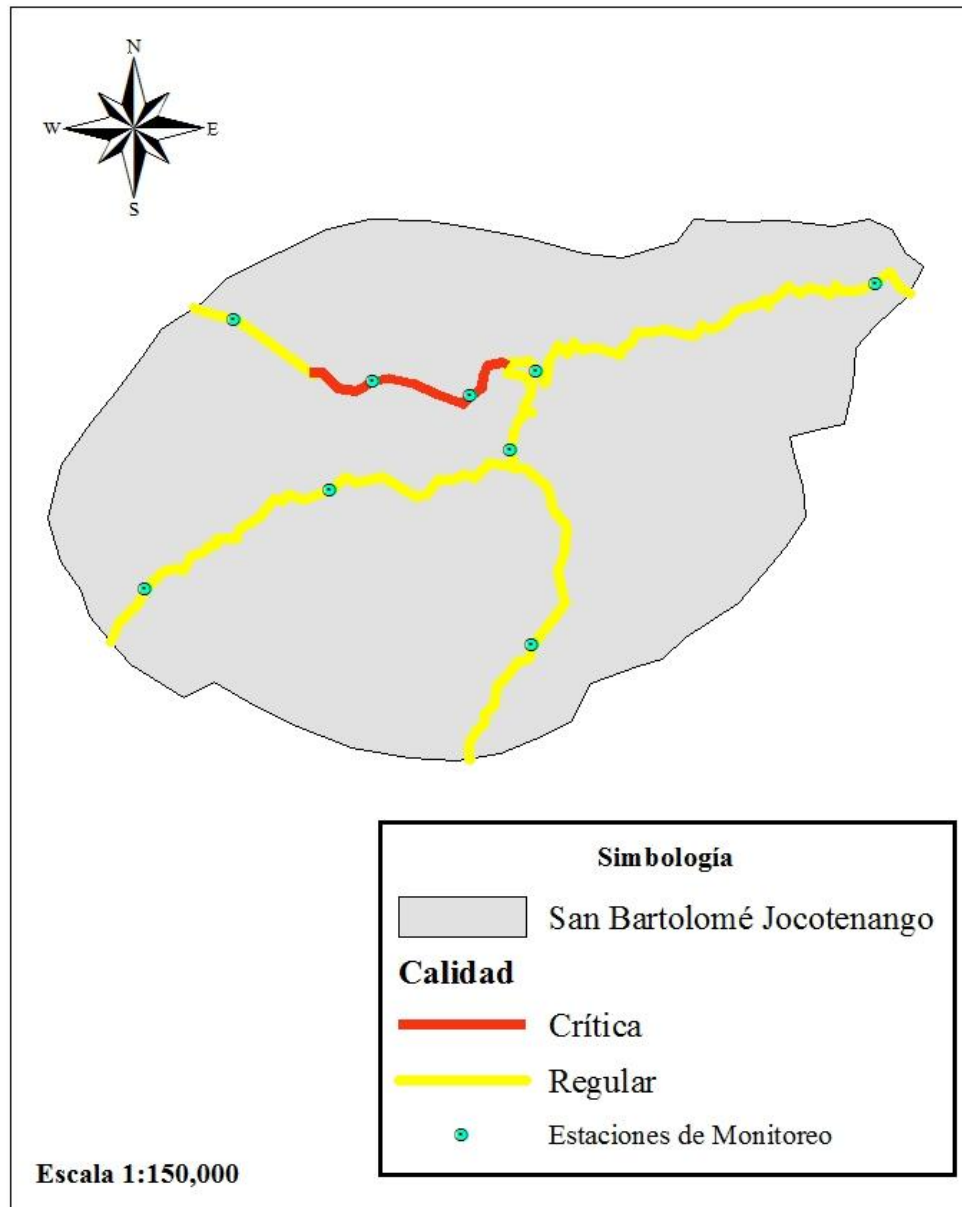 N
W E
S
Simbología
San Bartolomé Jocotenango
Calidad
Crítica
Regular
Estaciones de Monitoreo
Escala 1:150,000